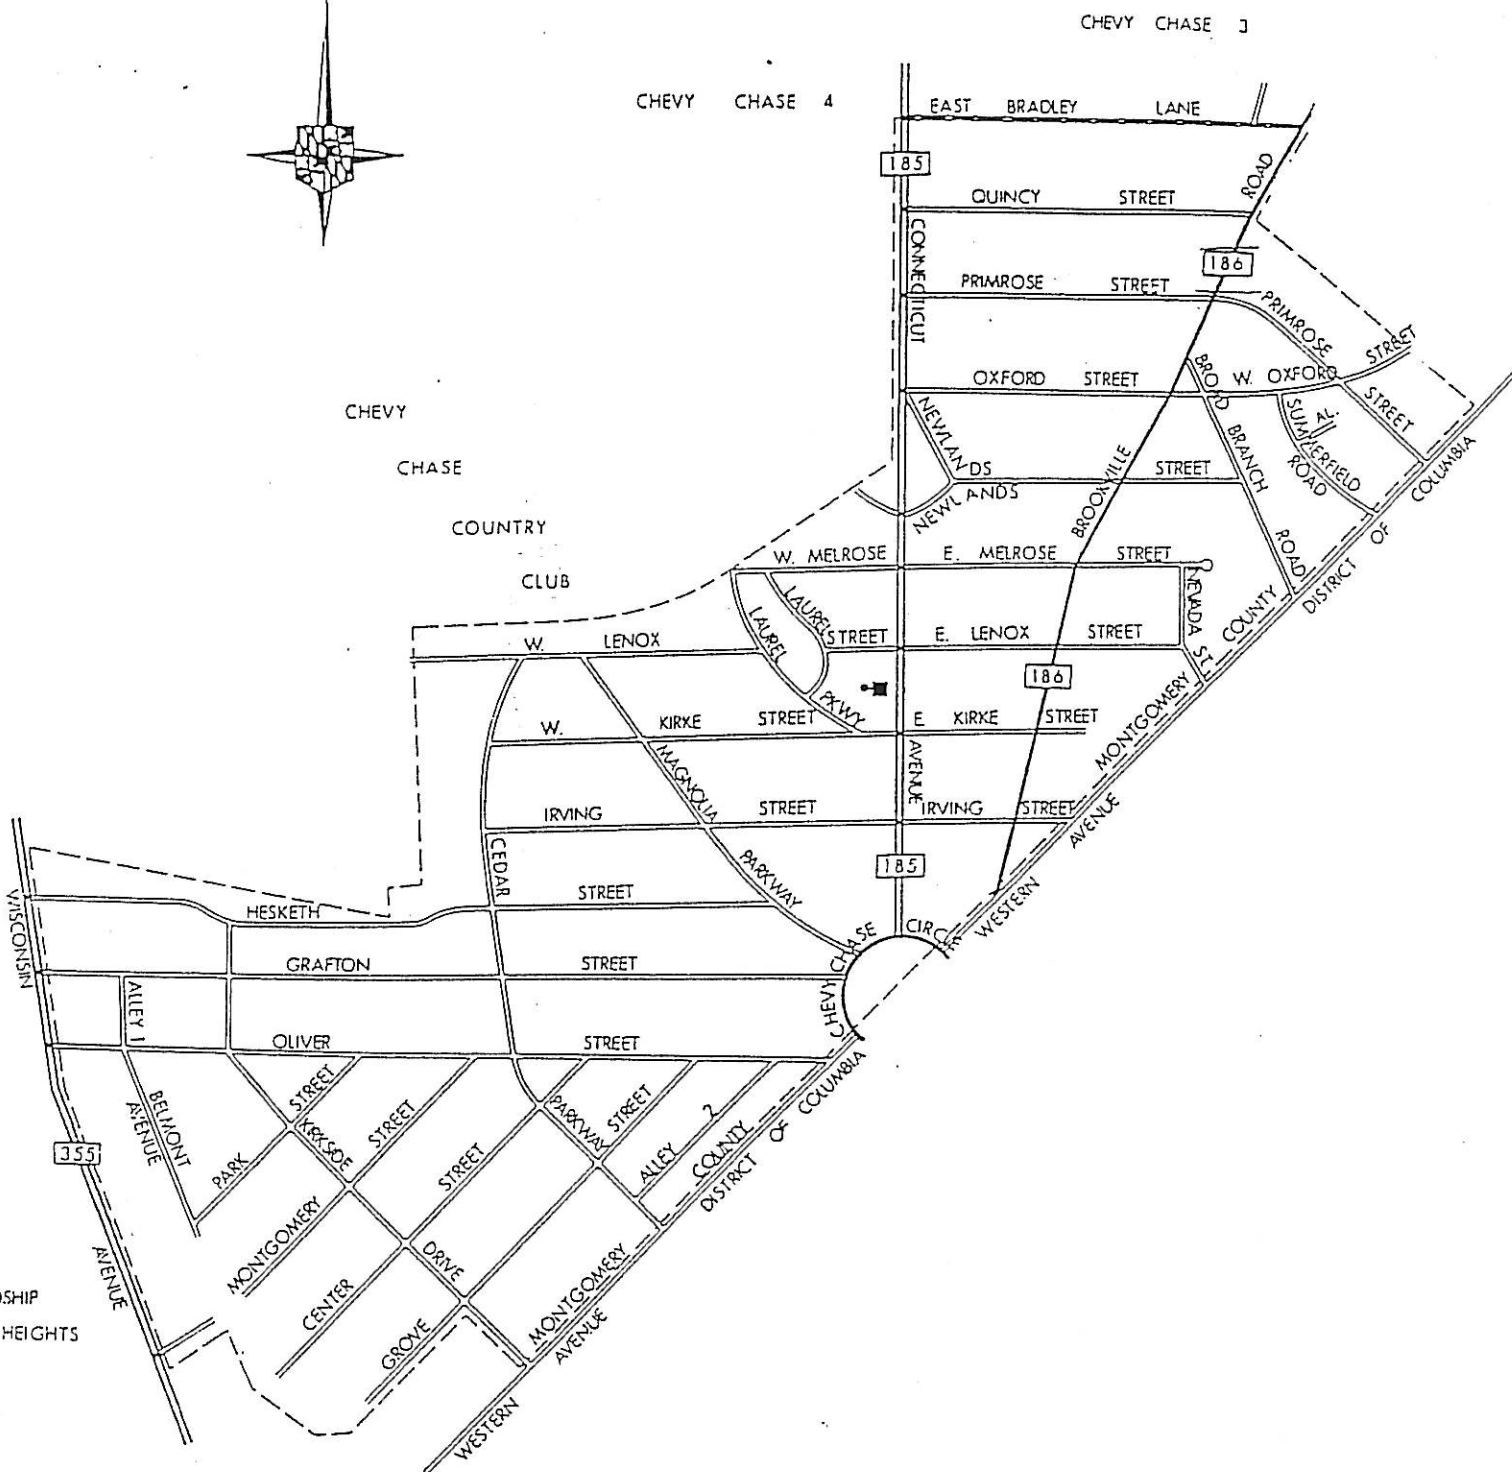 CHEVY CHASE 3
CHEVY CHASE 4
EAST BRADLEY LANE
185
ROAD
QUINCY STREET
CONNECTICUT
186
PRIMROSE STREET
PRIMROSE
STREET
OXFORD STREET
BROAD
W. OXFORD
STREET
CHEVY
CHASE
COUNTRY
CLUB
NEWLANDS
SUMMERFIELD
AL.
ROAD
BRANCH
STREET
NEWLANDS
BROOKVILLE
COLUMBIA
OF
DISTRICT
ROAD
W. MELROSE
E. MELROSE STREET
NEVADA ST.
COUNTY
LAUREL
LAUREL
W. LENOX
STREET
E. LENOX STREET
186
MONTGOMERY
PKWY
W. KIRKE STREET
E KIRKE STREET
AVENUE
MAGNOLIA
IRVING STREET
IRVING STREET
AVENUE
185
CEDAR
PARKWAY
WISCONSIN
HESKETH
STREET
CHEVY CHASE CIRCLE
WESTERN
GRAFTON STREET
ALLEY 1
OLIVER STREET
COLUMBIA
OF
DISTRICT
BELMONT
AVENUE
STREET
KIRKSIDE
STREET
PARKWAY
STREET
2
355
PARK
STREET
ALLEY
COUNTY
MONTGOMERY
DRIVE
AVENUE
CENTER
MONTGOMERY
AVENUE
SHIP
HEIGHTS
GROVE
WESTERN